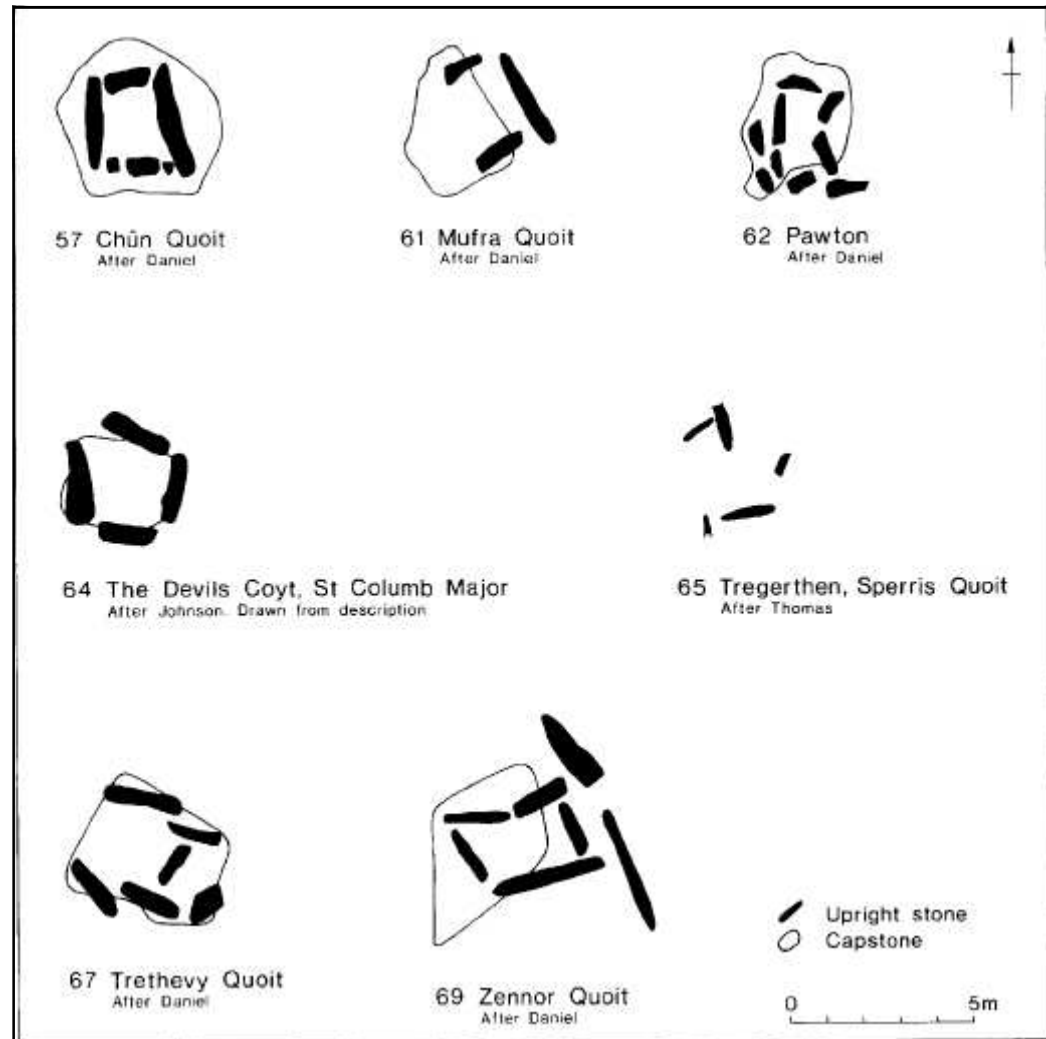 57 Chûn Quoit
After Daniel
61 Mufra Quoit
After Daniel
62 Pawton
After Daniel
64 The Devils Coyt, St Columb Major
After Johnson. Drawn from description
65 Tregerthen, Sperris Quoit
After Thomas
67 Trethevy Quoit
After Daniel
69 Zennor Quoit
After Daniel
Upright stone
Capstone
0 5m